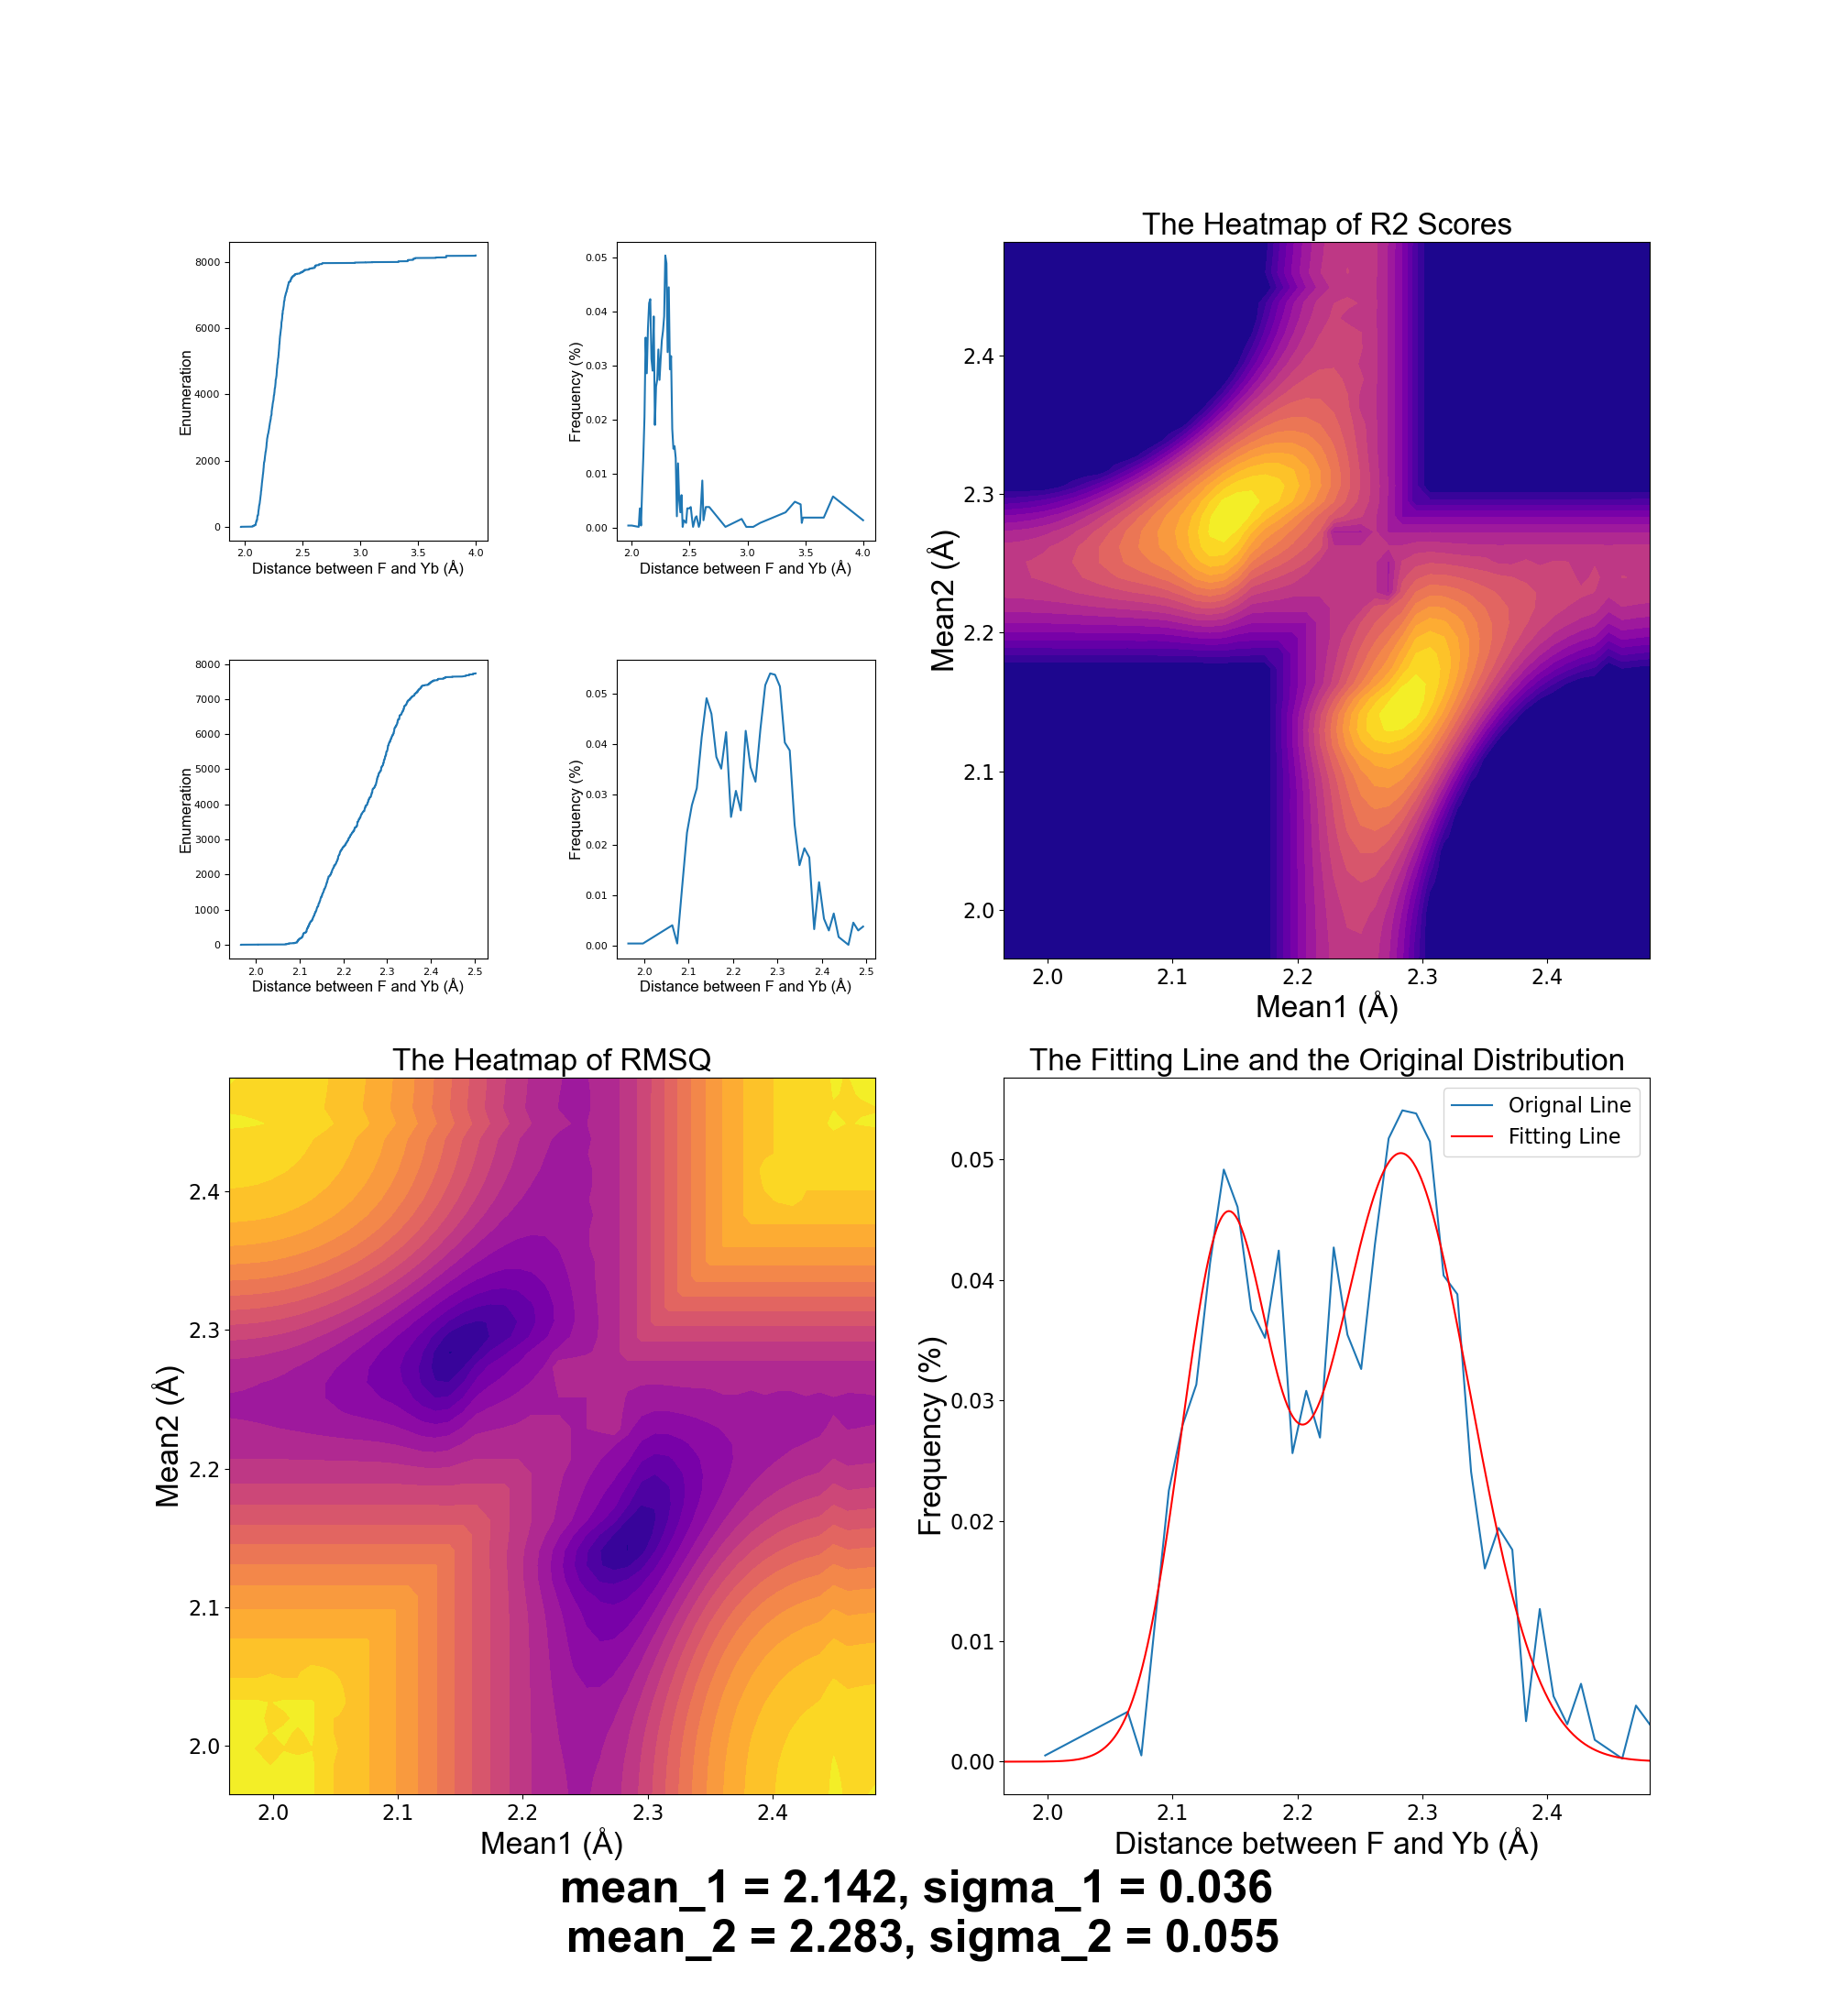 8000
6000
4000
2000
0
Enumeration
2.0 2.5 3.0 3.5 4.0
Distance between F and Yb (Å)
0.05
0.04
0.03
0.02
0.01
0.00
Frequency (%)
2.0 2.5 3.0 3.5 4.0
Distance between F and Yb (Å)
The Heatmap of R2 Scores
2.4
2.3
2.2
2.1
2.0
Mean2 (Å)
2.0 2.1 2.2 2.3 2.4
Mean1 (Å)
8000
7000
6000
5000
4000
3000
2000
1000
0
Enumeration
2.0 2.1 2.2 2.3 2.4 2.5
Distance between F and Yb (Å)
0.05
0.04
0.03
0.02
0.01
0.00
Frequency (%)
2.0 2.1 2.2 2.3 2.4 2.5
Distance between F and Yb (Å)
The Heatmap of RMSQ
2.4
2.3
2.2
2.1
2.0
Mean2 (Å)
2.0 2.1 2.2 2.3 2.4
Mean1 (Å)
The Fitting Line and the Original Distribution
Orignal Line
Fitting Line
0.05
0.04
0.03
0.02
0.01
0.00
Frequency (%)
2.0 2.1 2.2 2.3 2.4
Distance between F and Yb (Å)
mean_1 = 2.142, sigma_1 = 0.036
mean_2 = 2.283, sigma_2 = 0.055